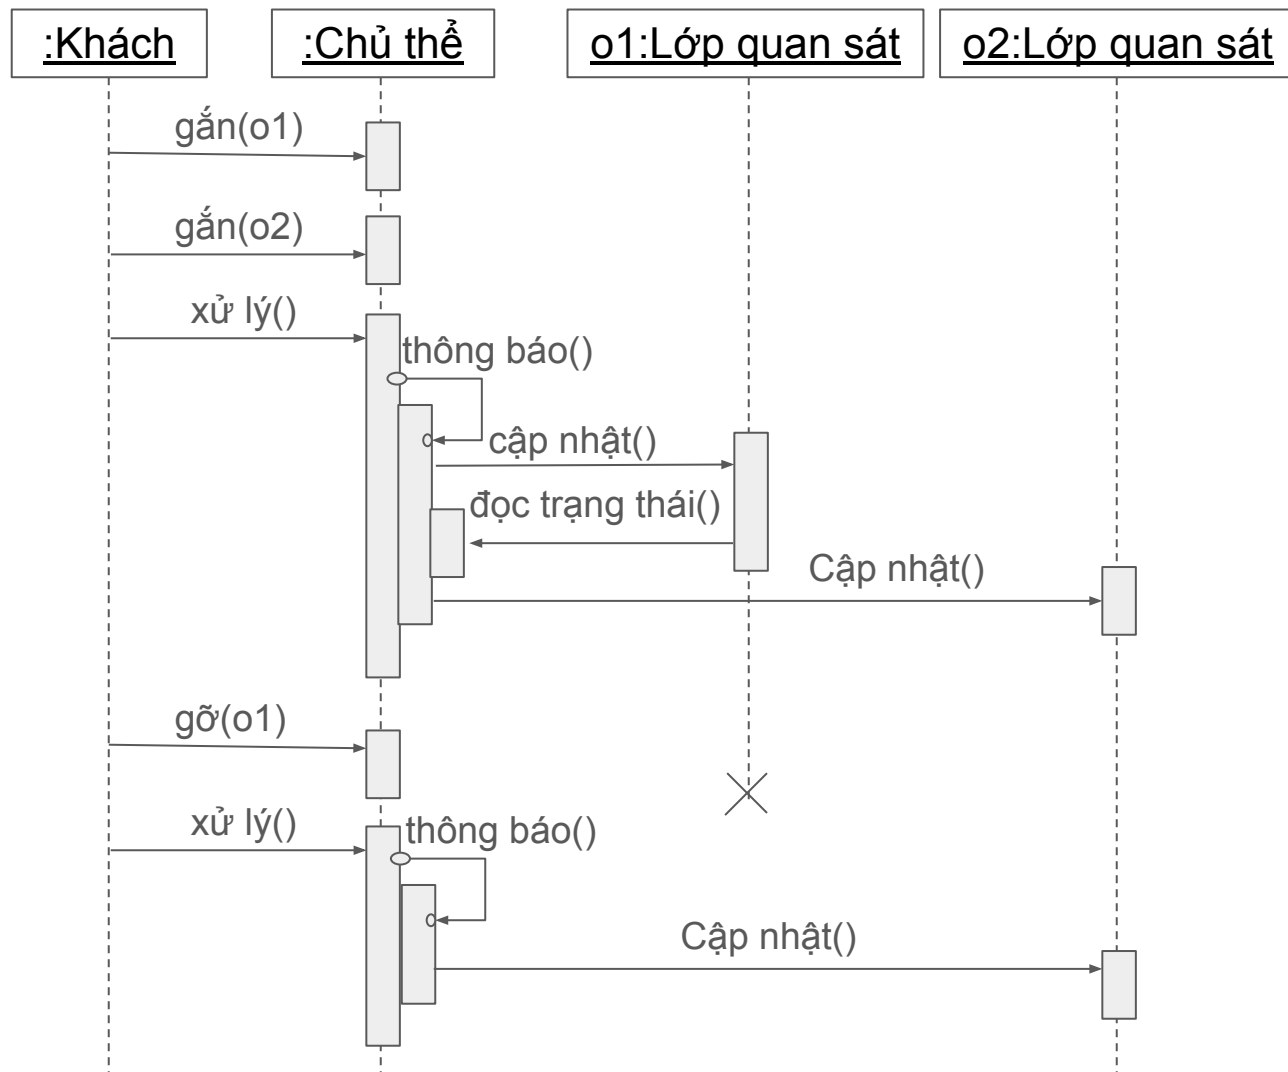 :Khách
:Chủ thể
o1:Lớp quan sát
o2:Lớp quan sát
gắn(o1)
gắn(o2)
xử lý()
thông báo()
cập nhật()
đọc trạng thái()
Cập nhật()
gỡ(o1)
xử lý()
thông báo()
Cập nhật()